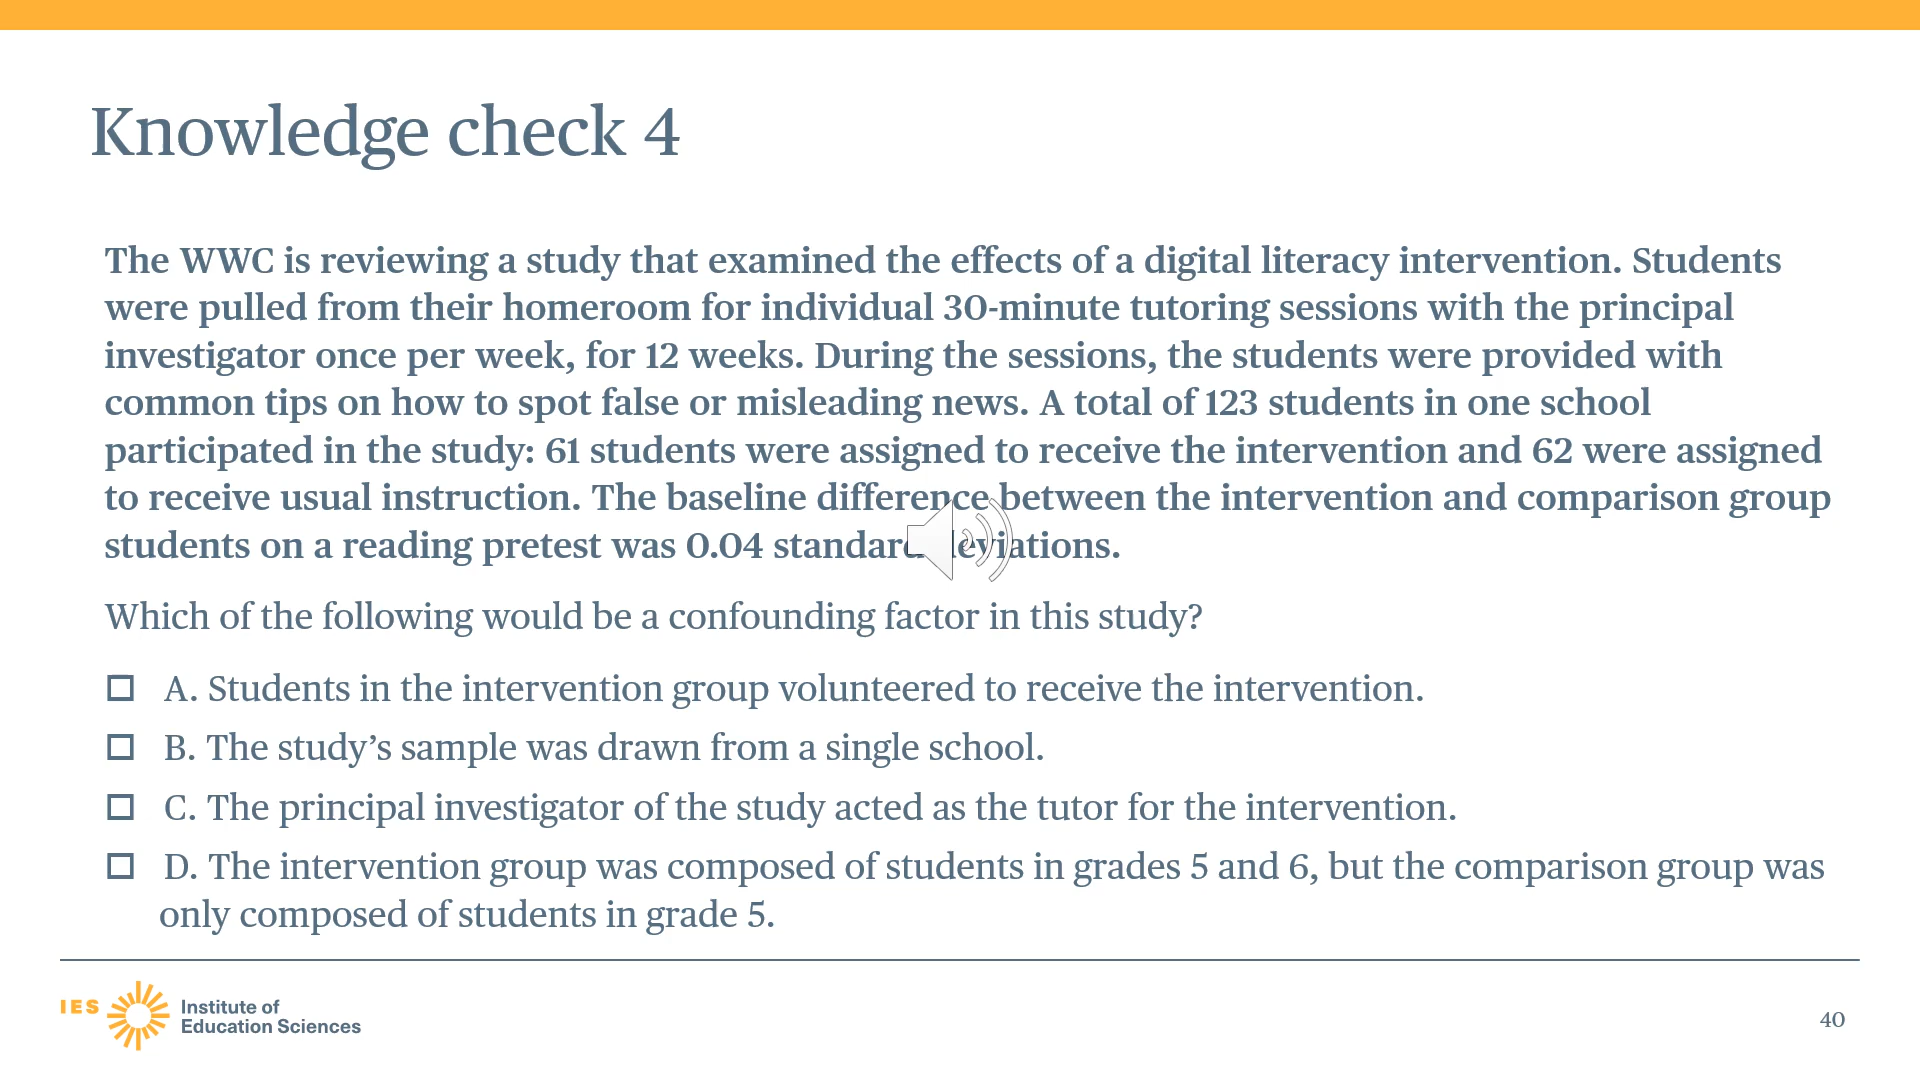 Knowledge check 4
The WWC is reviewing a study that examined the effects of a digital literacy intervention. Students
were pulled from their homeroom for individual 30-minute tutoring sessions with the principal
investigator once per week, for 12 weeks. During the sessions, the students were provided with
common tips on how to spot false or misleading news. A total of 123 students in one school
participated in the study: 61 students were assigned to receive the intervention and 62 were assigned
to receive usual instruction. The baseline difference between the intervention and comparison group
students on a reading pretest was 0.04 standard deviations.
Which of the following would be a confounding factor in this study?
A. Students in the intervention group volunteered to receive the intervention.
B. The study’s sample was drawn from a single school.
C. The principal investigator of the study acted as the tutor for the intervention.
D. The intervention group was composed of students in grades 5 and 6, but the comparison group was
only composed of students in grade 5.
IES
Institute of
Education Sciences
40